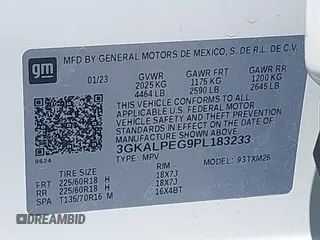 gm
MFD BY GENERAL MOTORS DE MEXICO, S. DE R.L. DE C.V.
01/23 GVWR GAWR FRT GAWR RR
2025 KG 1175 KG 1200 KG
4464 LB 2590 LB 2645 LB
THIS VEHICLE CONFORMS TO ALL
APPLICABLE U.S. FEDERAL MOTOR VEHICLE
SAFETY AND THEFT PREVENTION STANDARDS
IN EFFECT ON THE DATE OF MANUFACTURE
SHOWN ABOVE.
3GKALPEG9PL183233
TYPE: MPV MODEL: 93TXM26
8624
TIRE SIZE RIM
FRT 225/60R18 H 18X7J
RR 225/60R18 H 18X7J
SP T135/70R16 M 16X4BT
DREAMBID